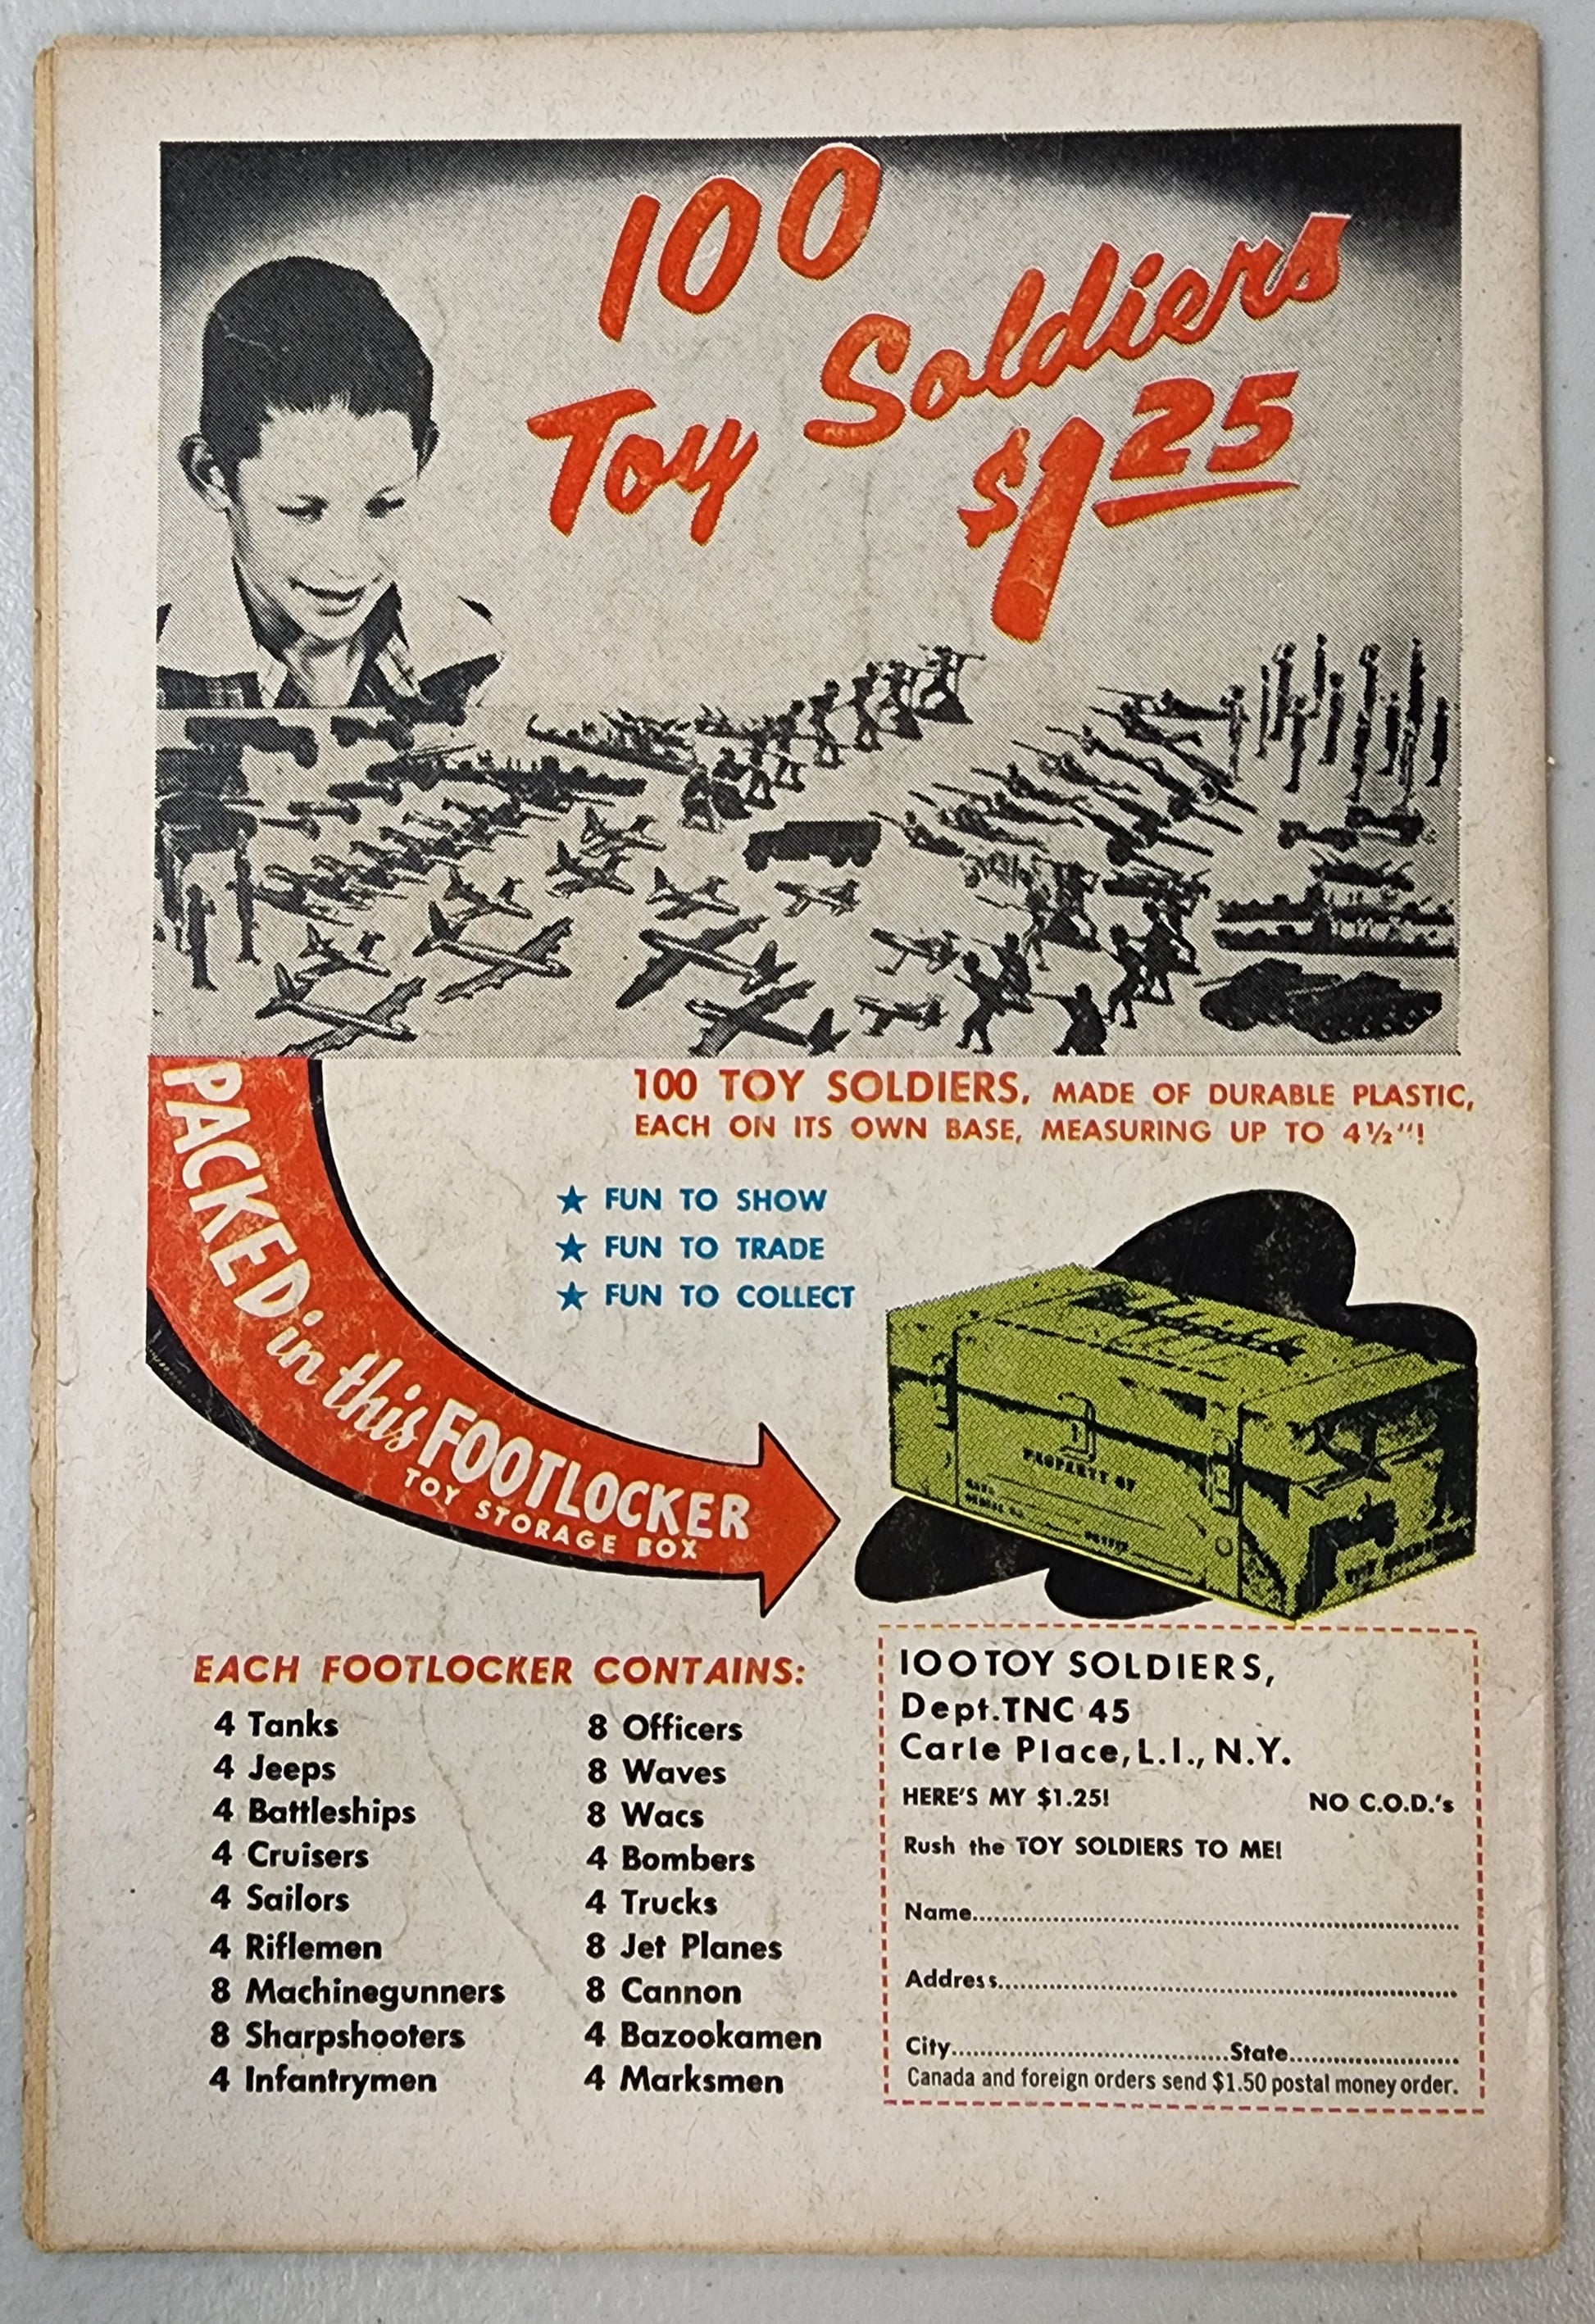 100
Toy Soldiers
$1 25
100 TOY SOLDIERS, MADE OF DURABLE PLASTIC,
EACH ON ITS OWN BASE, MEASURING UP TO 4½"!
★ FUN TO SHOW
★ FUN TO TRADE
★ FUN TO COLLECT
PACKED in this FOOTLOCKER
TOY STORAGE BOX
PROPERTY OF
EACH FOOTLOCKER CONTAINS:
4 Tanks
4 Jeeps
4 Battleships
4 Cruisers
4 Sailors
4 Riflemen
8 Machinegunners
8 Sharpshooters
4 Infantrymen
8 Officers
8 Waves
8 Wacs
4 Bombers
4 Trucks
8 Jet Planes
8 Cannon
4 Bazookamen
4 Marksmen
100 TOY SOLDIERS,
Dept. TNC 45
Carle Place, L.I., N.Y.
HERE'S MY $1.25! NO C.O.D.'s
Rush the TOY SOLDIERS TO ME!
Name
Address
City State
Canada and foreign orders send $1.50 postal money order.